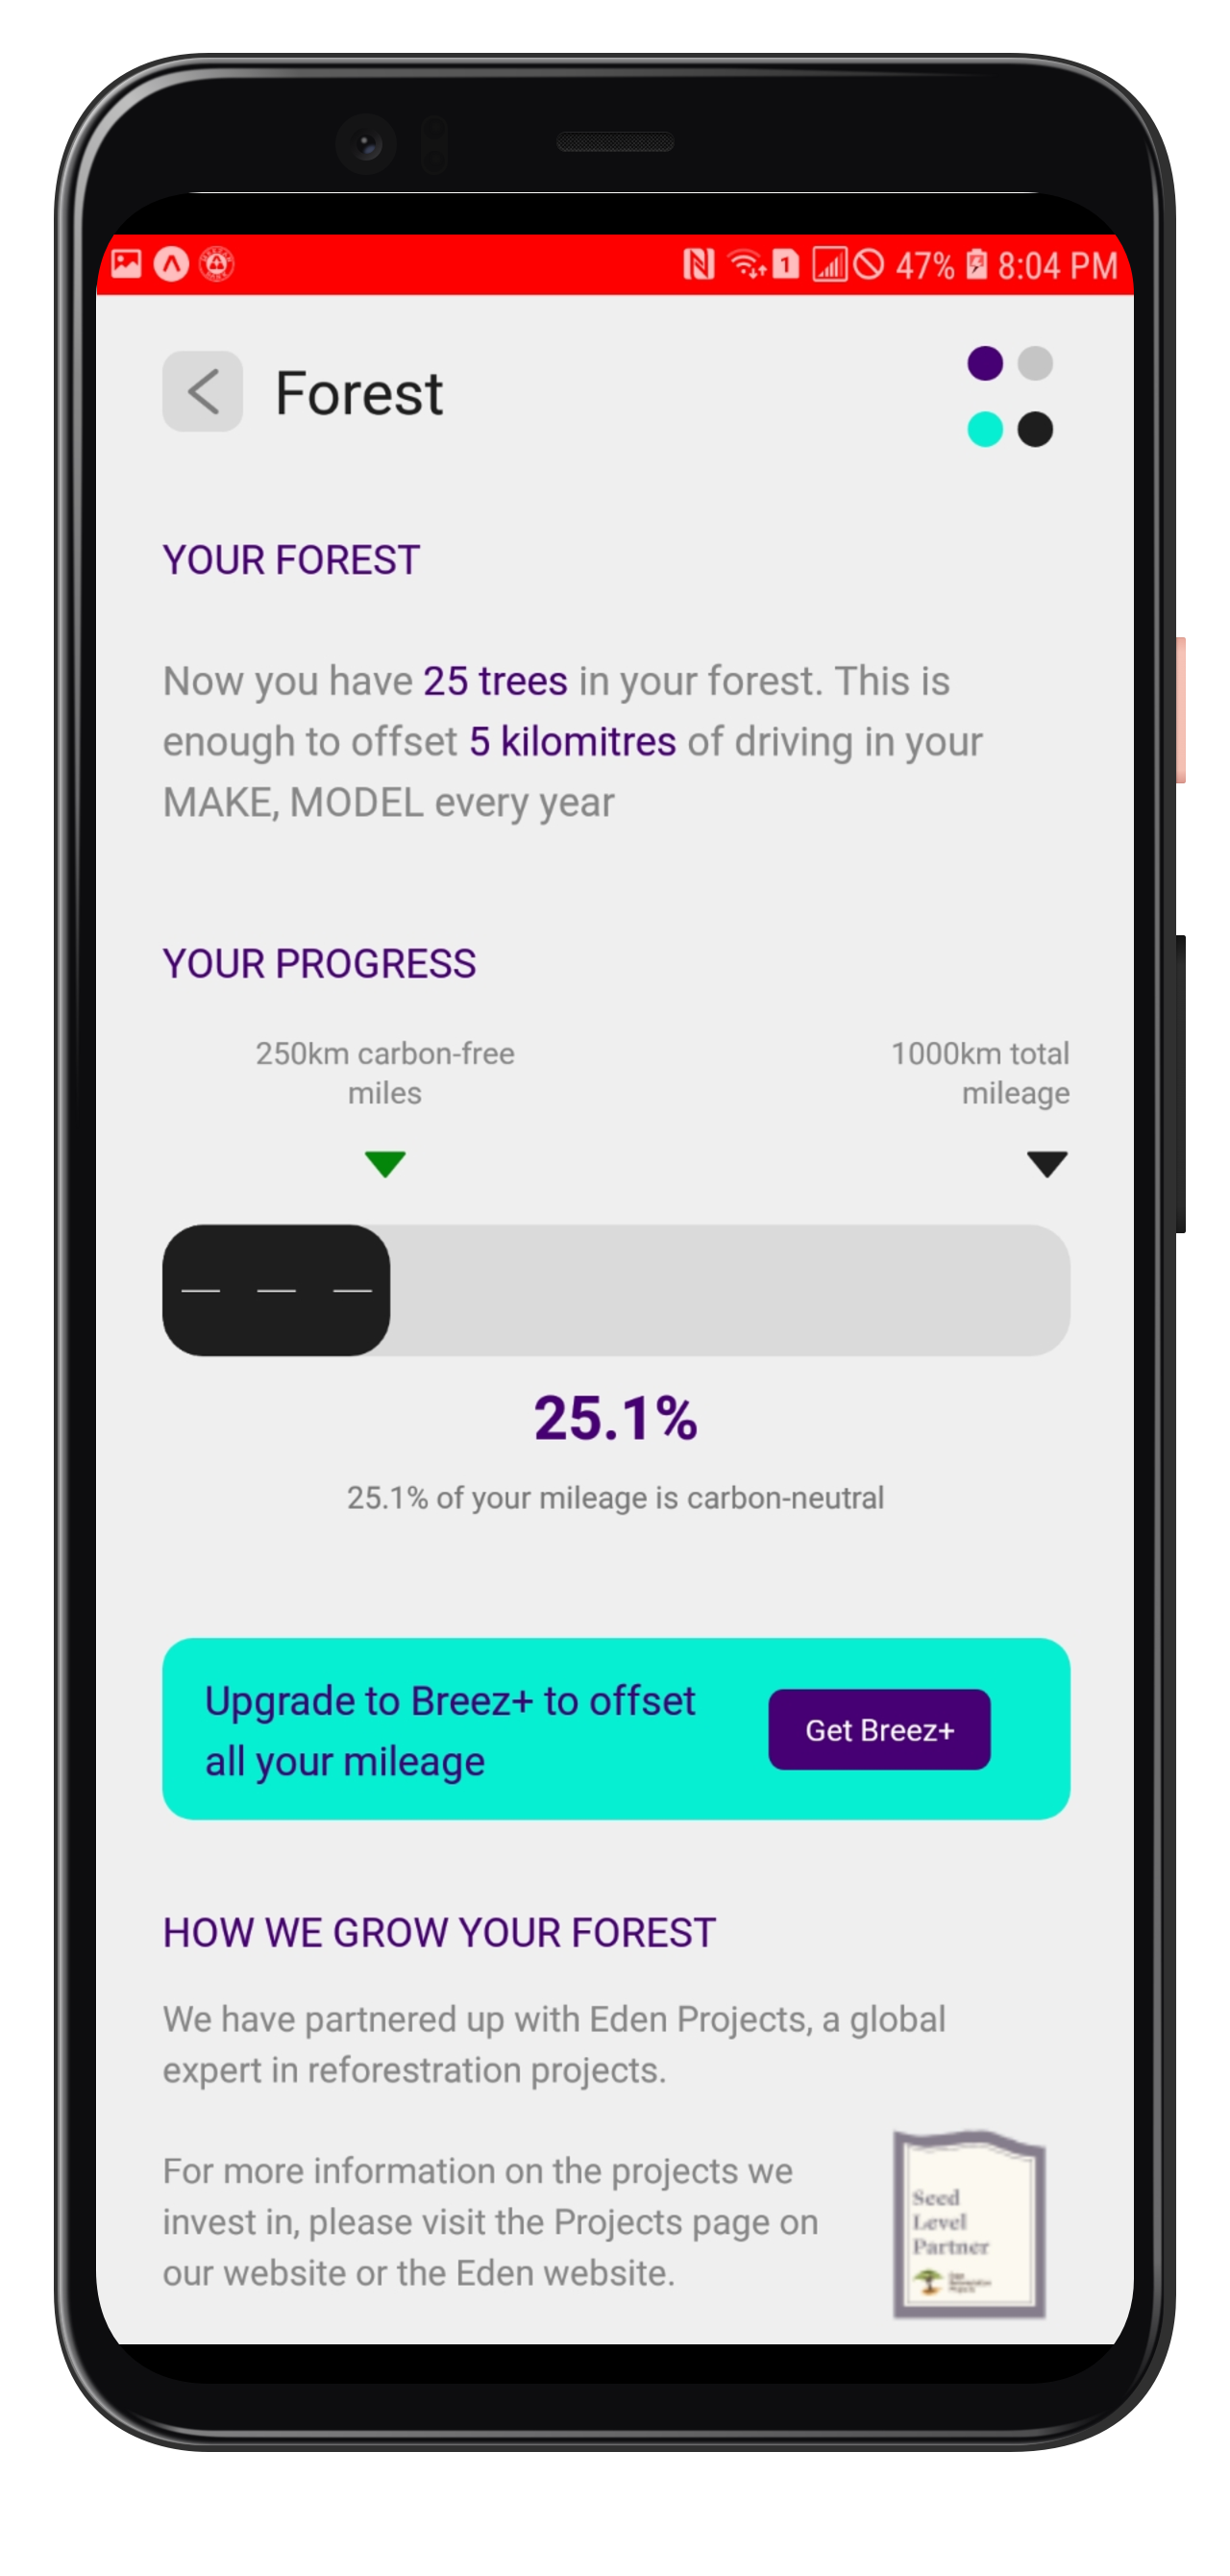 1 47% 8:04 PM
Forest
YOUR FOREST
Now you have 25 trees in your forest. This is
enough to offset 5 kilomitres of driving in your
MAKE, MODEL every year
YOUR PROGRESS
250km carbon-free
miles
1000km total
mileage
25.1%
25.1% of your mileage is carbon-neutral
Upgrade to Breez+ to offset
all your mileage
Get Breez+
HOW WE GROW YOUR FOREST
We have partnered up with Eden Projects, a global
expert in reforestration projects.
For more information on the projects we
invest in, please visit the Projects page on
our website or the Eden website.
Seed
Level
Partner